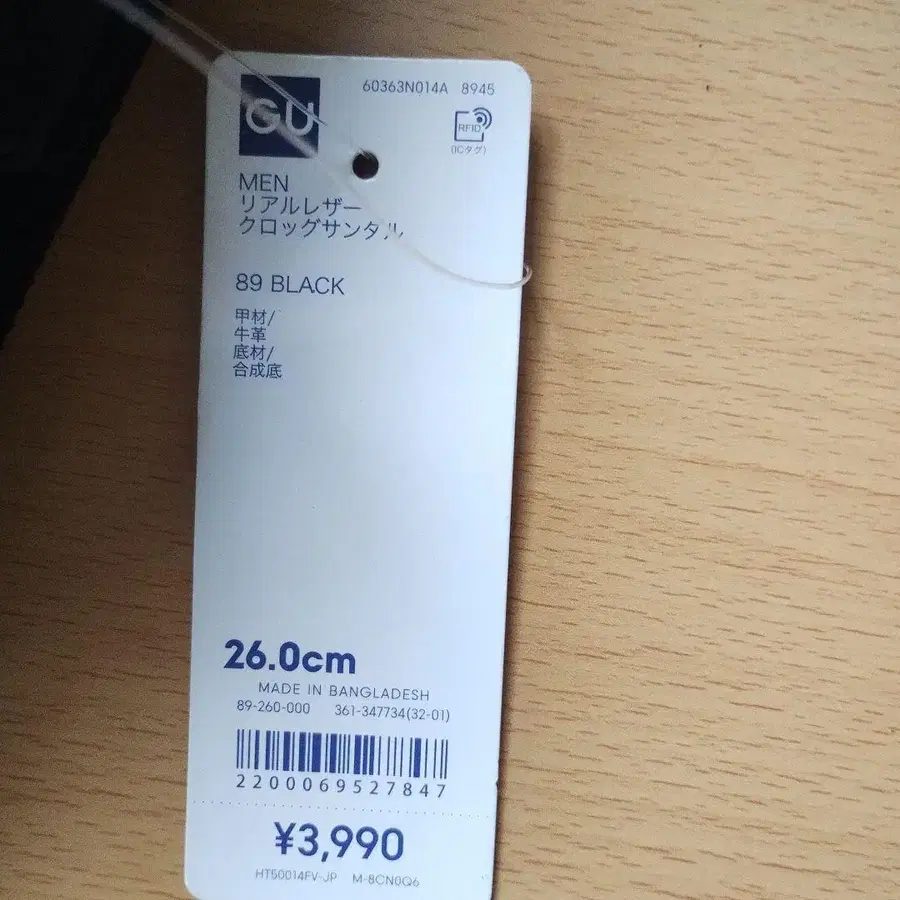 GU
60363N014A 8945
RFID
(ICタグ)
MEN
リアルレザー
クロッグサンダル
89 BLACK
甲材/
牛革
底材/
合成底
26.0cm
MADE IN BANGLADESH
89-260-000 361-347734(32-01)
2200069527847
¥3,990
HT50014FV-JP M-8CN0Q6